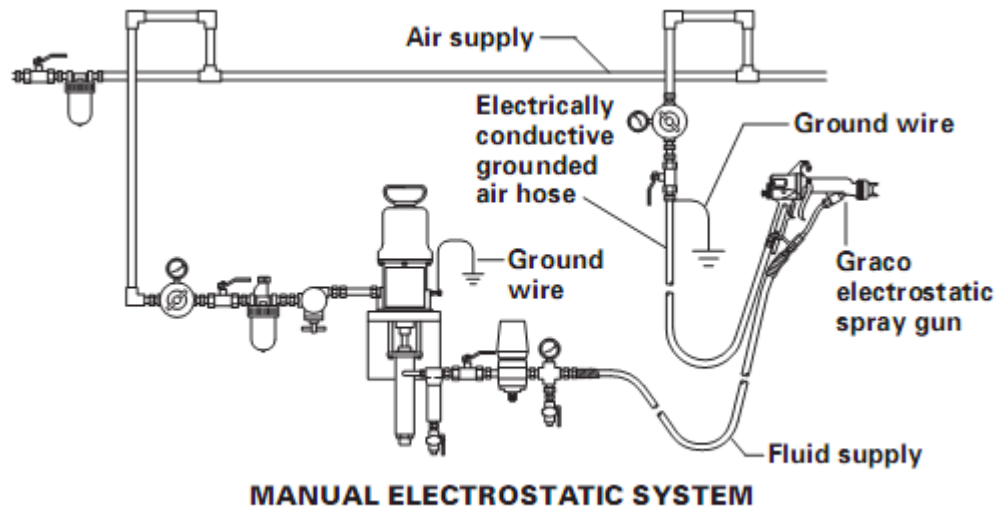 Air supply
Electrically
conductive
grounded
air hose
Ground wire
Ground
wire
Graco
electrostatic
spray gun
Fluid supply
MANUAL ELECTROSTATIC SYSTEM